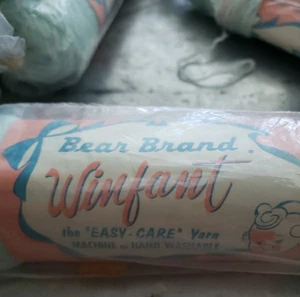 Bear Brand
Winfant
the "EASY-CARE" Yarn
MACHINE or HAND WASHABLE